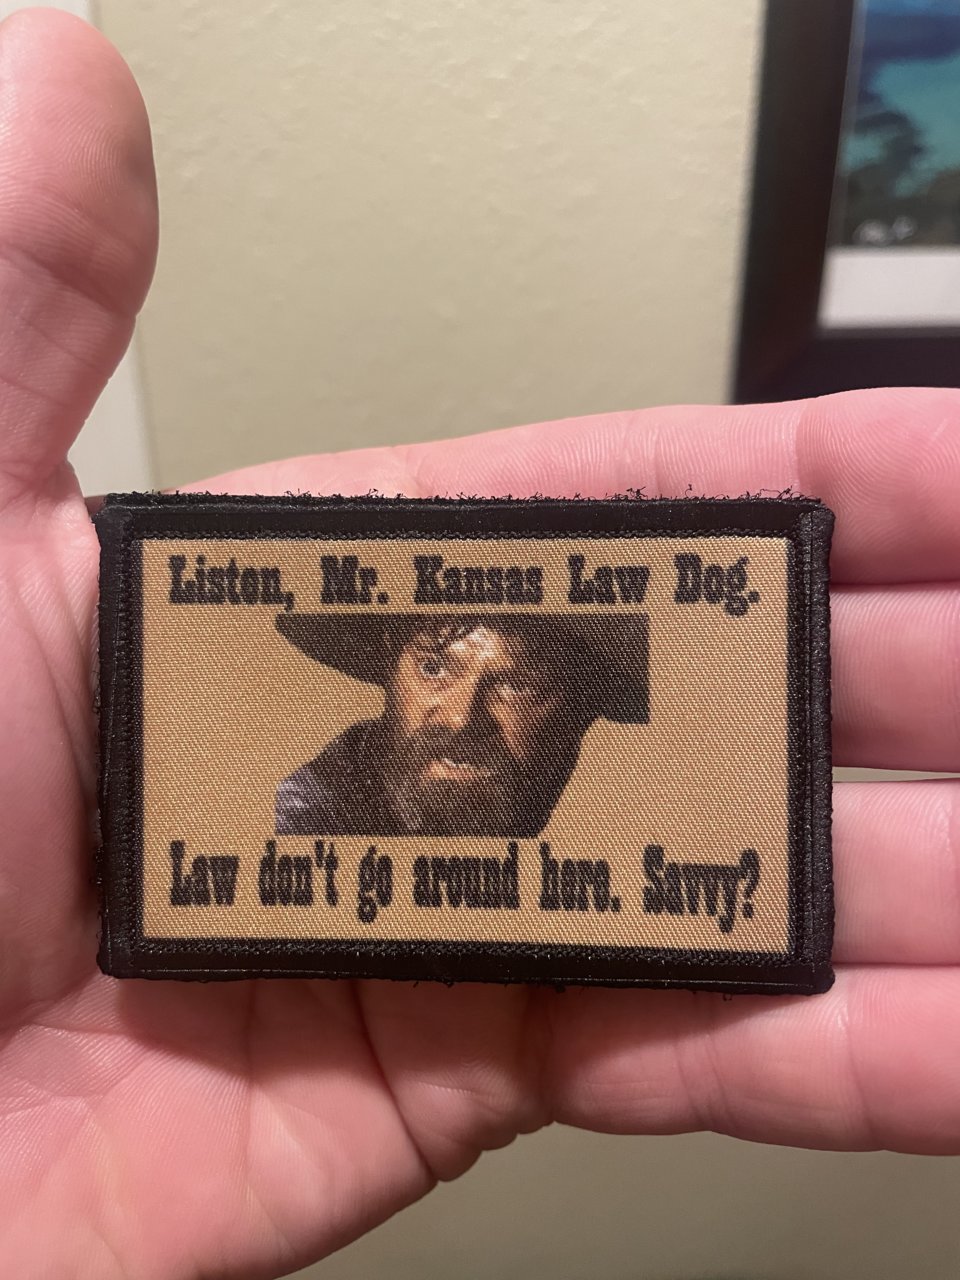 Listen, Mr. Kansas Law Dog.
Law don't go around here. Savvy?